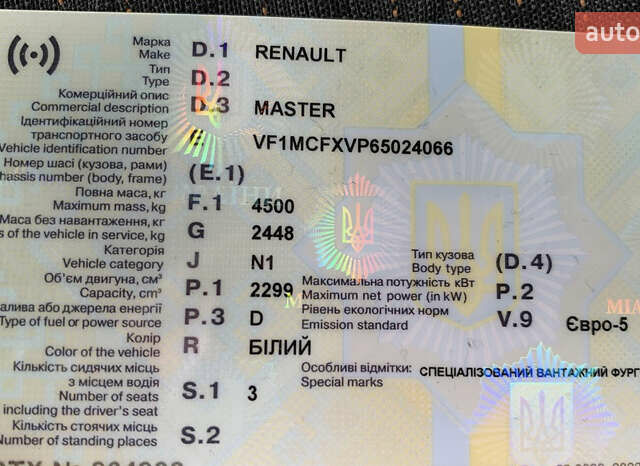 auto
Марка D.1 RENAULT
Make
Тип D.2
Type
Комерційний опис D.3 MASTER
Commercial description
Ідентифікаційний номер
транспортного засобу E VF1MCFXVP65024066
Vehicle identification number
Номер шасі (кузова, рами) (E.1)
hassis number (body, frame)
Повна маса, кг F.1 4500
Maximum mass, kg
Маса без навантаження, кг G 2448
s of the vehicle in service, kg
Категорія J N1
Vehicle category
Тип кузова (D.4)
Body type
Об'єм двигуна, см³ P.1 2299
Capacity, cm³
Максимальна потужність кВт P.2
Maximum net power (in kW)
алива або джерела енергії P.3 D
Type of fuel or power source
Рівень екологічних норм V.9 Євро-5
Emission standard
Колір R БІЛИЙ
Color of the vehicle
Кількість сидячих місць
з місцем водія S.1 3
Number of seats
including the driver's seat
Особливі відмітки: СПЕЦІАЛІЗОВАНИЙ ВАНТАЖНИЙ ФУРГ
Special marks
Кількість стоячих місць S.2
Number of standing places